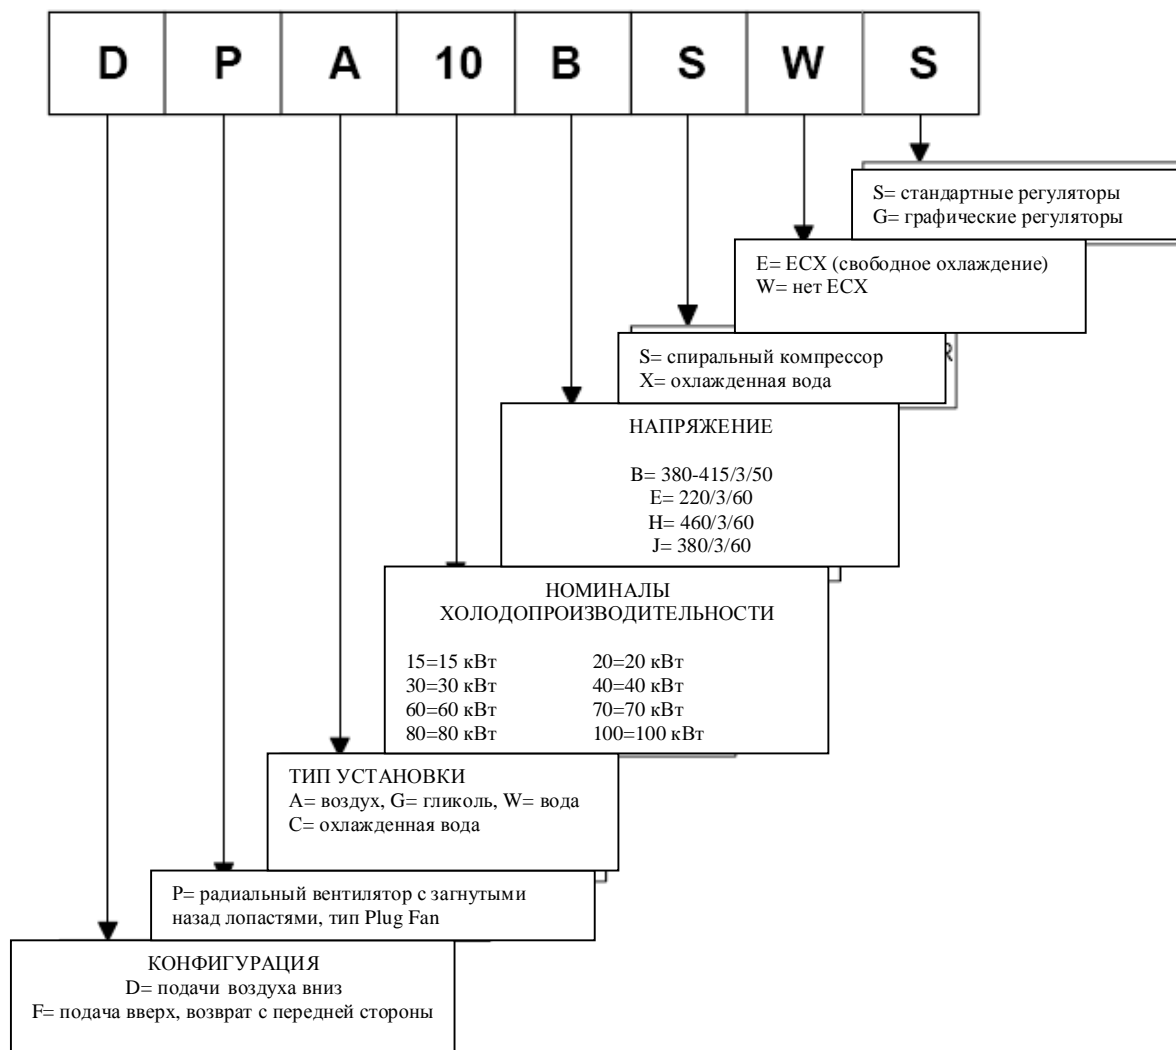 D P A 10 B S W S
S= стандартные регуляторы
G= графические регуляторы
E= ECX (свободное охлаждение)
W= нет ECX
S= спиральный компрессор
X= охлажденная вода
НАПРЯЖЕНИЕ
B= 380-415/3/50
E= 220/3/60
H= 460/3/60
J= 380/3/60
НОМИНАЛЫ
ХОЛОДОПРОИЗВОДИТЕЛЬНОСТИ
15=15 кВт 20=20 кВт
30=30 кВт 40=40 кВт
60=60 кВт 70=70 кВт
80=80 кВт 100=100 кВт
ТИП УСТАНОВКИ
A= воздух, G= гликоль, W= вода
C= охлажденная вода
P= радиальный вентилятор с загнутыми
назад лопастями, тип Plug Fan
КОНФИГУРАЦИЯ
D= подачи воздуха вниз
F= подача вверх, возврат с передней стороны